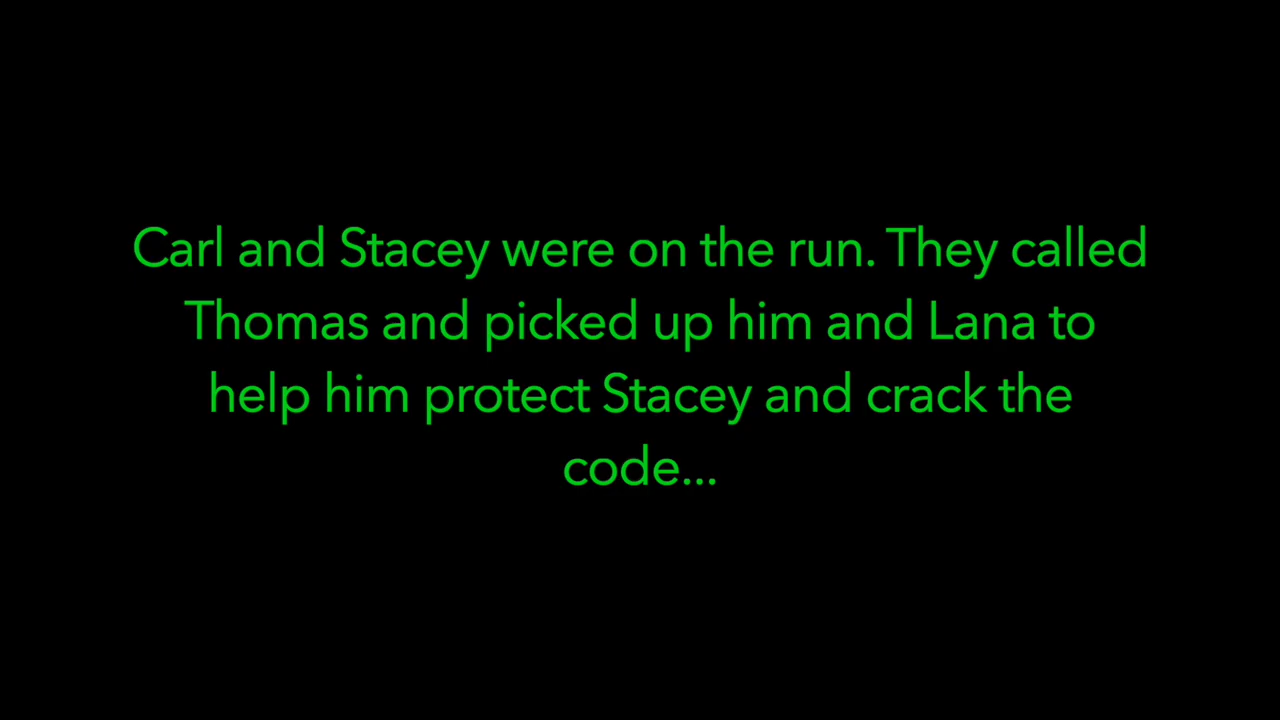 Carl and Stacey were on the run. They called
Thomas and picked up him and Lana to
help him protect Stacey and crack the
code...